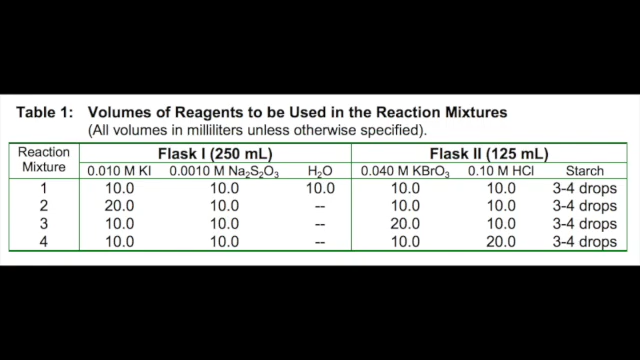 Table 1: Volumes of Reagents to be Used in the Reaction Mixtures
(All volumes in milliliters unless otherwise specified).
Reaction Mixture Flask I (250 mL) Flask II (125 mL)
0.010 M KI 0.0010 M Na₂S₂O₃ H₂O 0.040 M KBrO₃ 0.10 M HCl Starch
1 10.0 10.0 10.0 10.0 10.0 3-4 drops
2 20.0 10.0 -- 10.0 10.0 3-4 drops
3 10.0 10.0 -- 20.0 10.0 3-4 drops
4 10.0 10.0 -- 10.0 20.0 3-4 drops